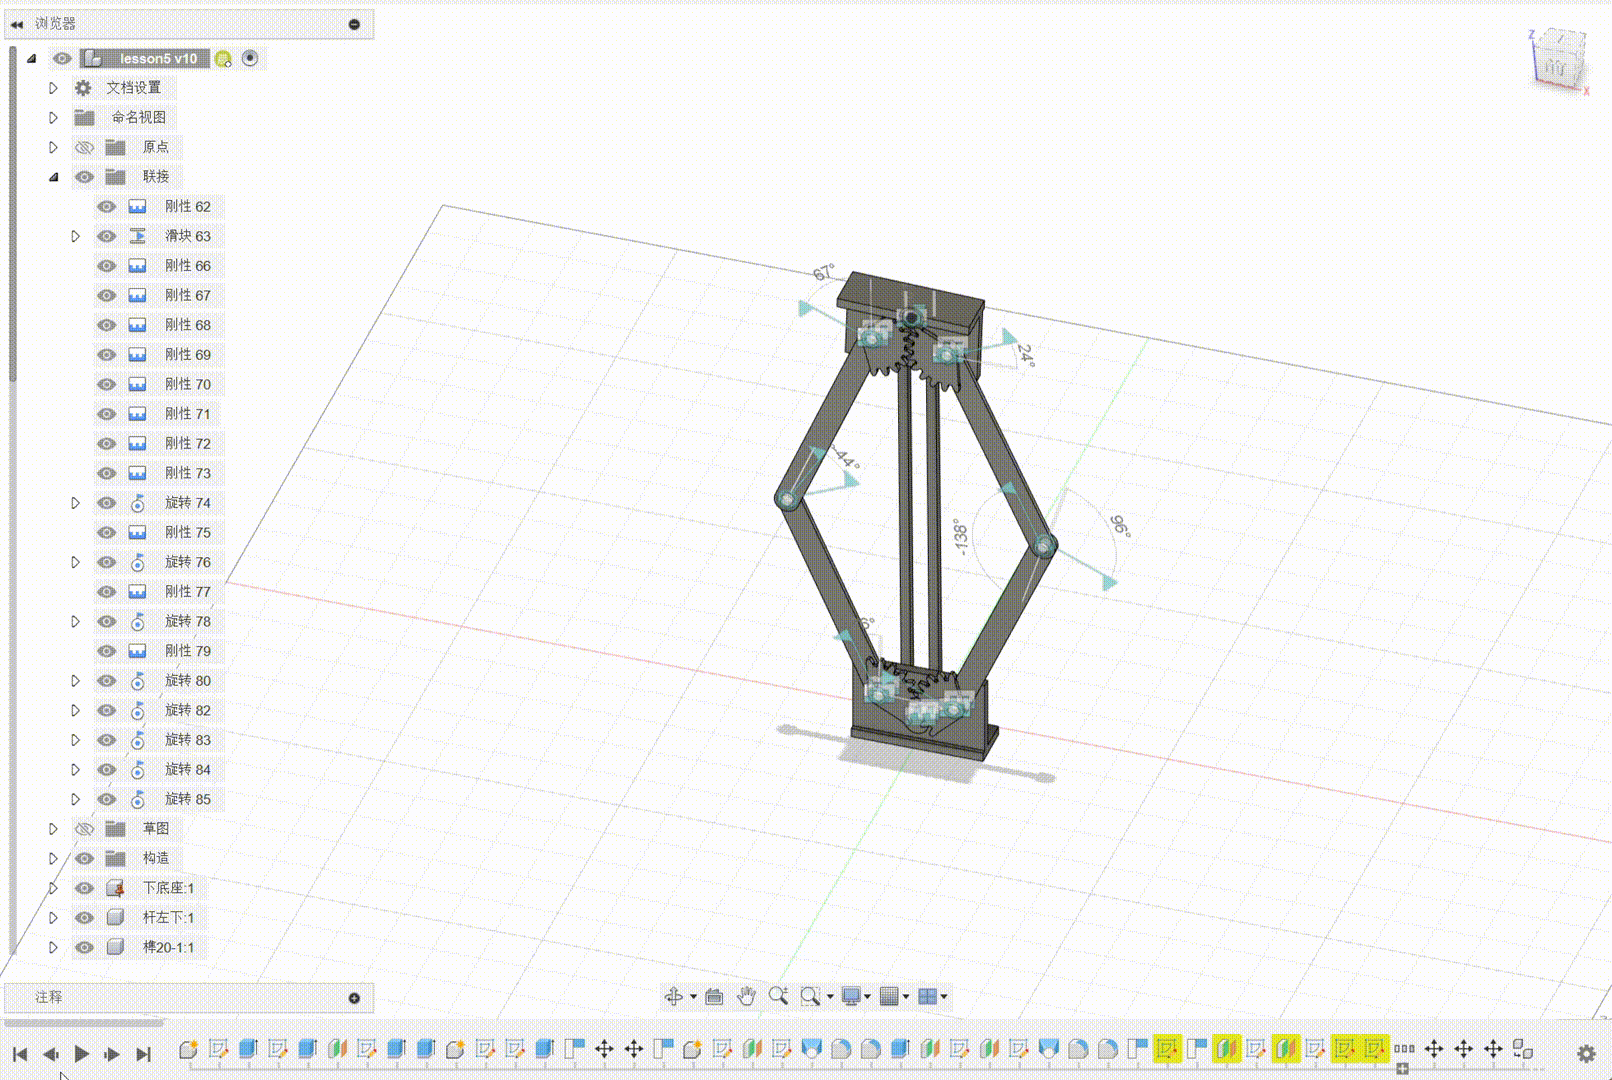 浏览器
lesson5 v10
文档设置
命名视图
原点
联接
刚性 62
滑块 63
刚性 66
刚性 67
刚性 68
刚性 69
刚性 70
刚性 71
刚性 72
刚性 73
旋转 74
刚性 75
旋转 76
刚性 77
旋转 78
刚性 79
旋转 80
旋转 82
旋转 83
旋转 84
旋转 85
草图
构造
下底座:1
杆左下:1
榫20-1:1
注释
67°
24°
-44°
-138°
96°
Z
X